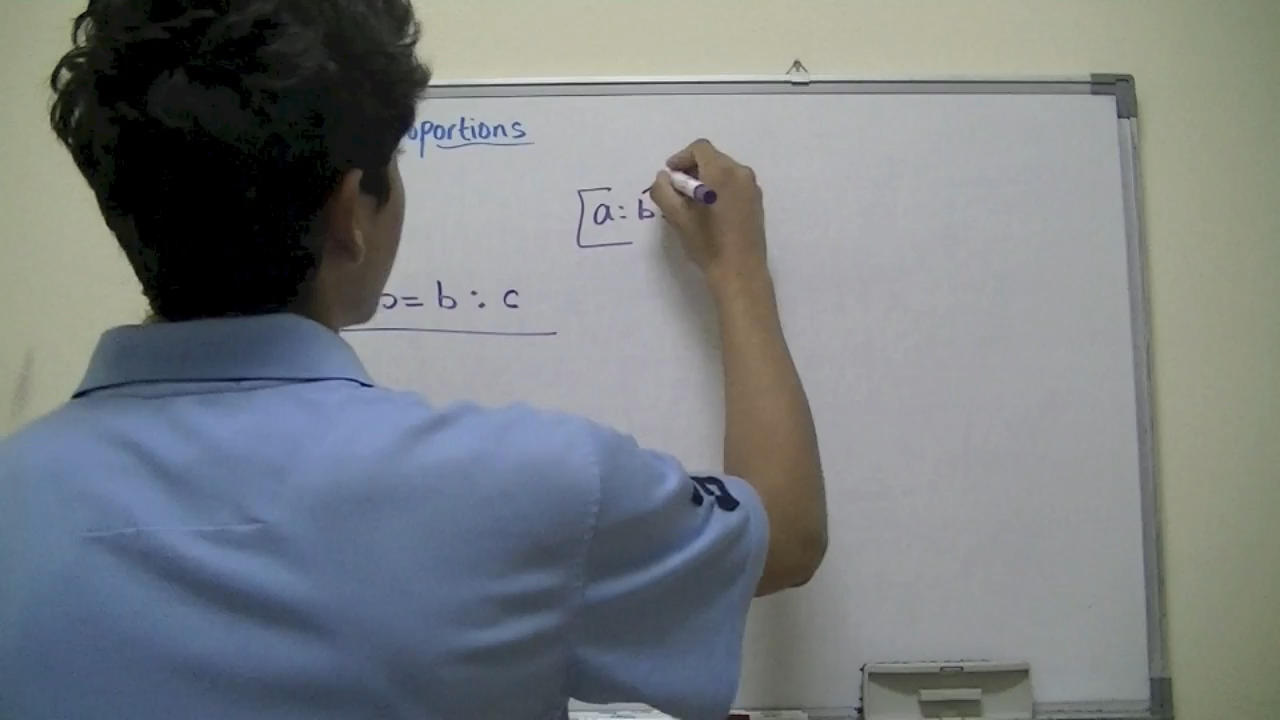 oportions
a : b :
b = b : c